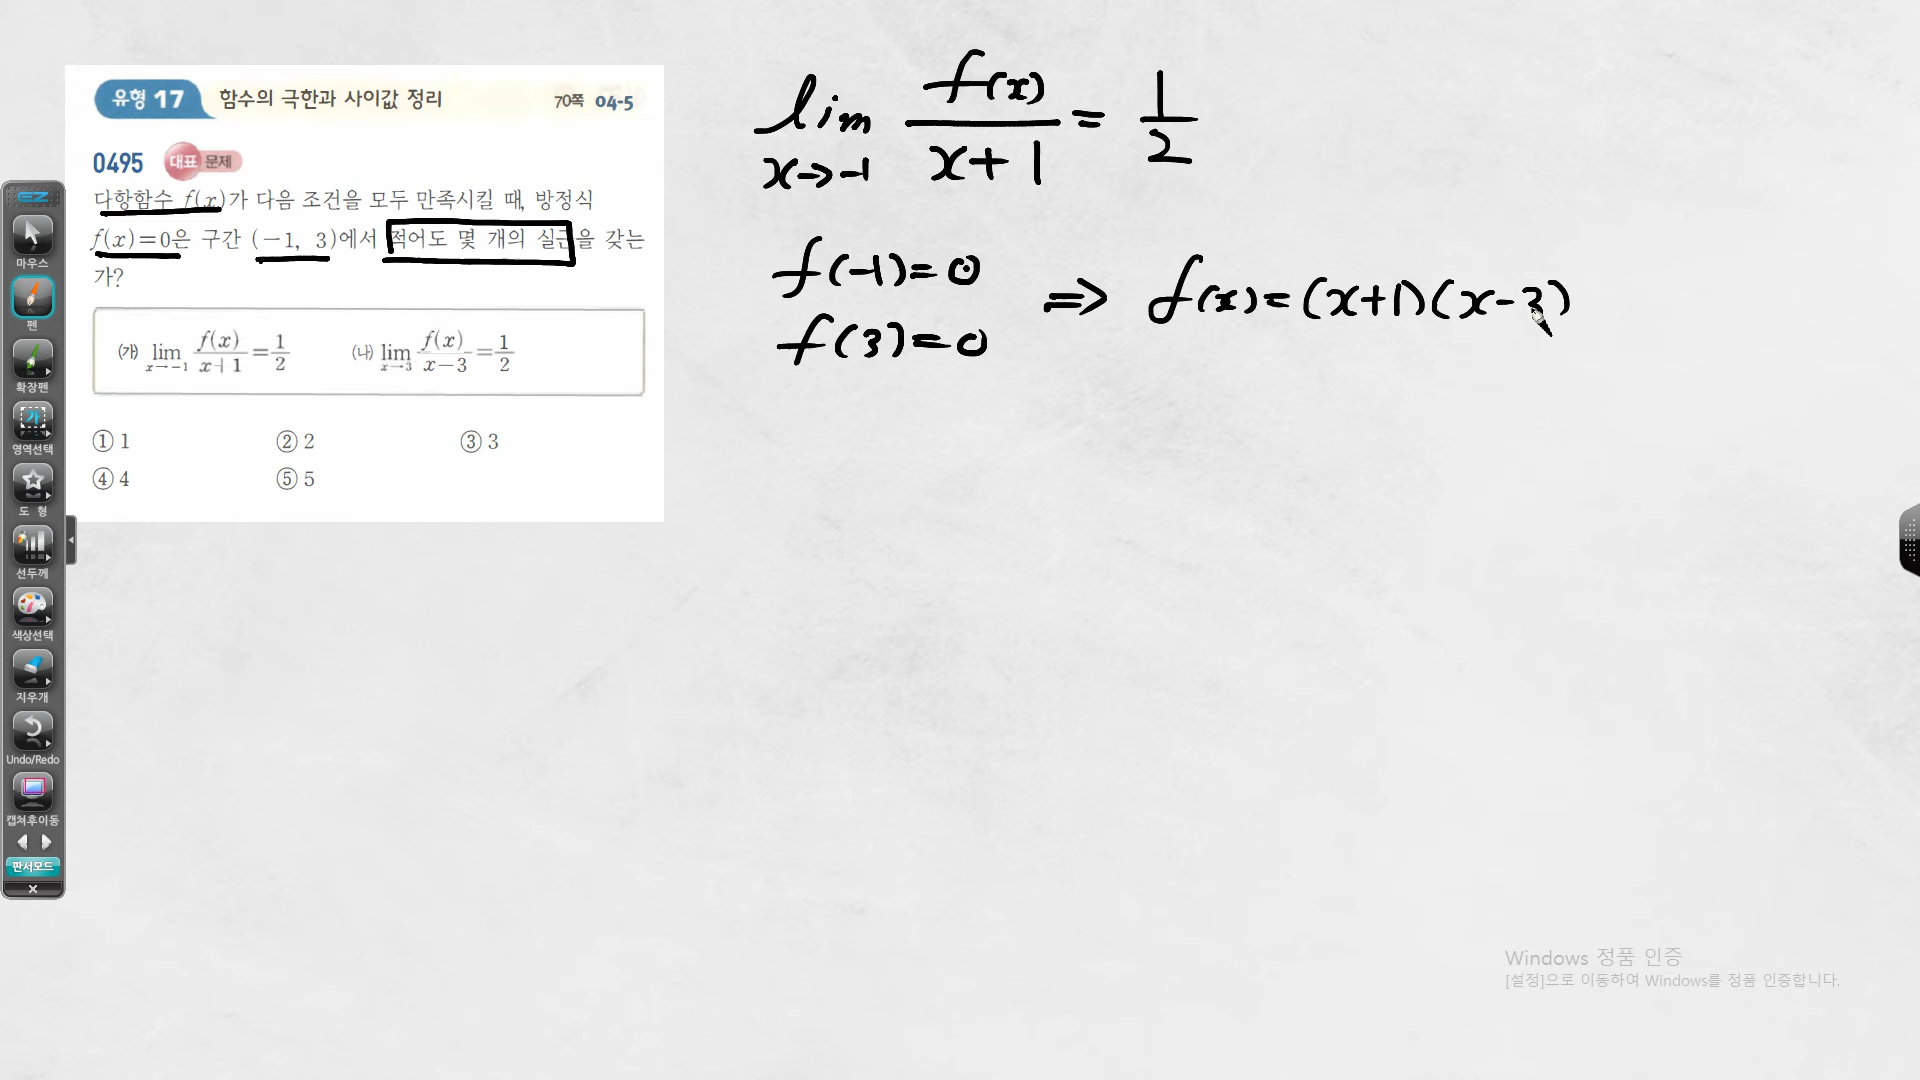 유형 17 함수의 극한과 사이값 정리 70쪽 04-5
0495 대표 문제
다항함수 f(x)가 다음 조건을 모두 만족시킬 때, 방정식
f(x)=0은 구간 (-1, 3)에서 적어도 몇 개의 실근을 갖는
가?
(가) lim x→-1 f(x)/x+1 = 1/2 (나) lim x→3 f(x)/x-3 = 1/2
① 1 ② 2 ③ 3
④ 4 ⑤ 5
lim x→-1 f(x)/x+1 = 1/2
f(-1)=0
f(3)=0
⇒ f(x)=(x+1)(x-3)
EZ
마우스
펜
확장펜
영역선택
도 형
선두께
색상선택
지우개
Undo/Redo
캡쳐후이동
판서모드
x
Windows 정품 인증
[설정]으로 이동하여 Windows를 정품 인증합니다.